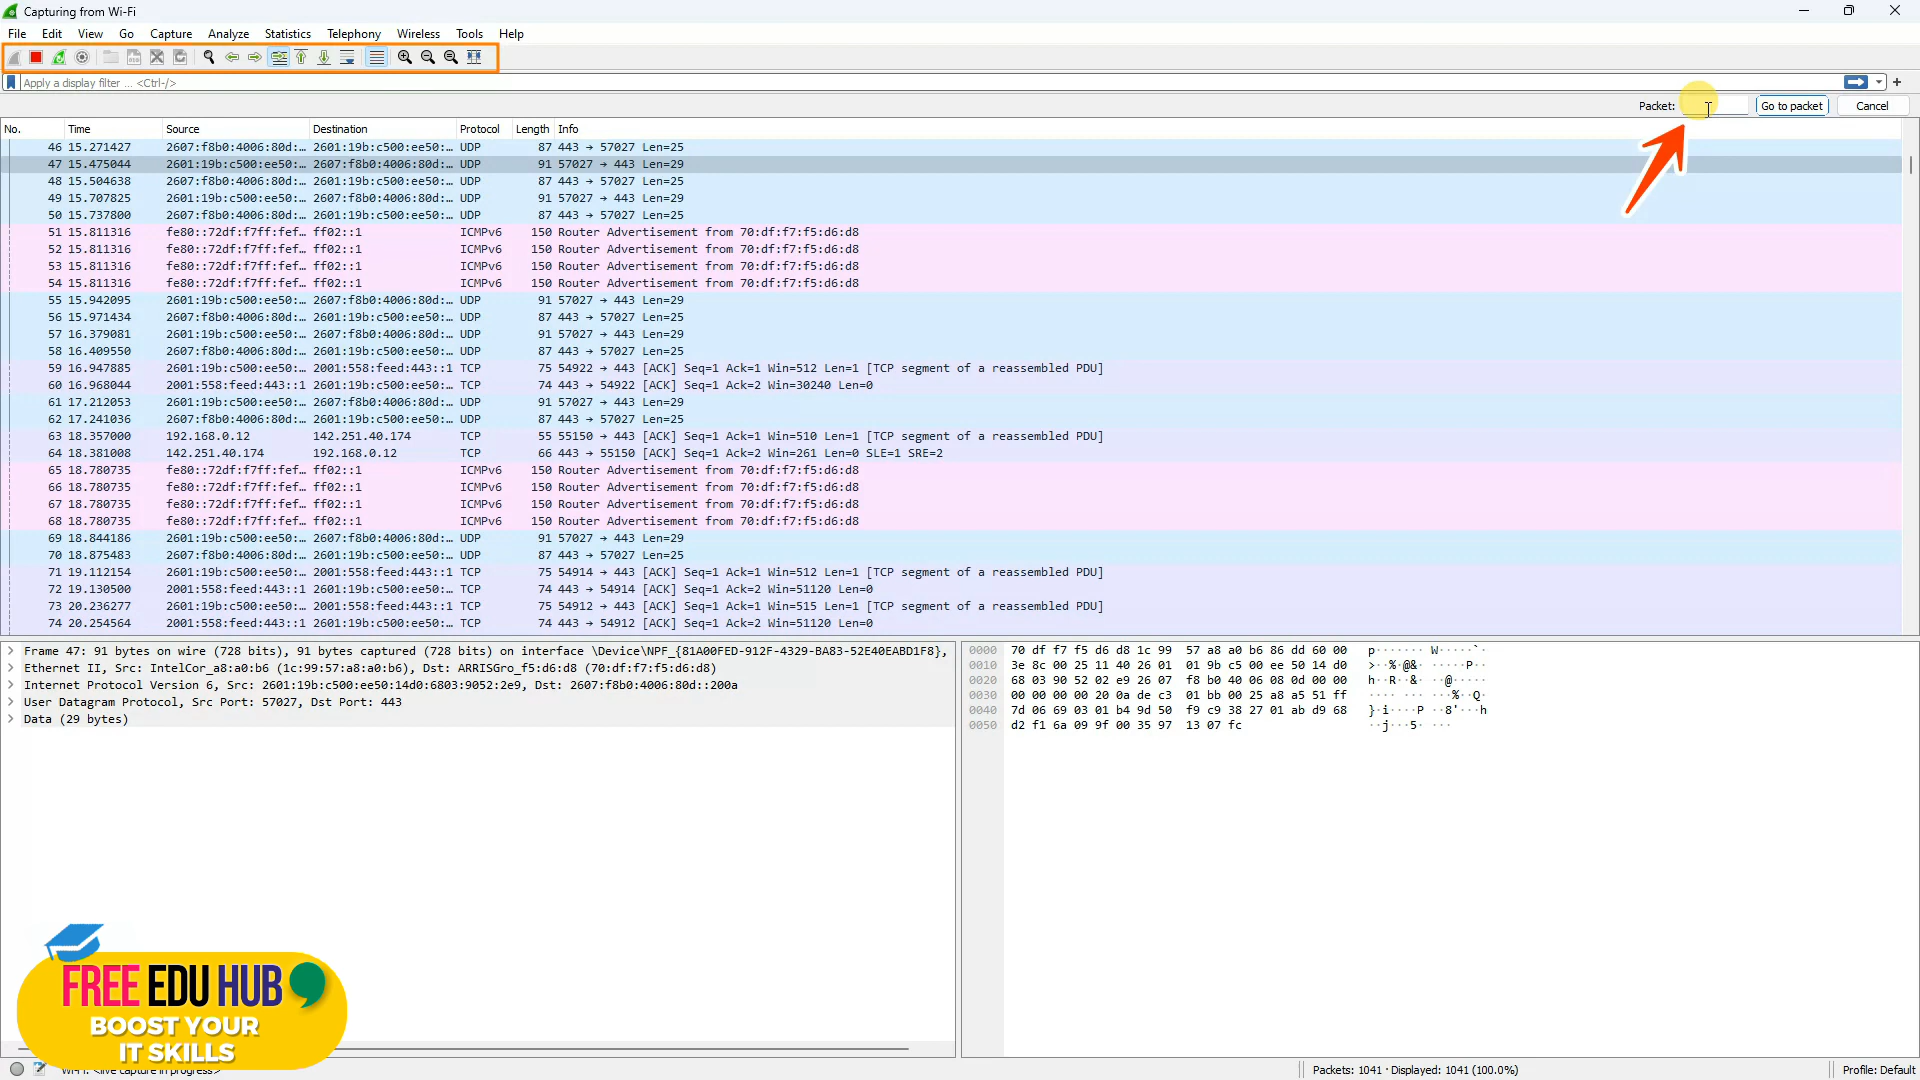 Capturing from Wi-Fi
File Edit View Go Capture Analyze Statistics Telephony Wireless Tools Help
Apply a display filter ... <Ctrl-/>
Packet: Go to packet Cancel
No. Time Source Destination Protocol Length Info
46 15.271427 2607:f8b0:4006:80d:… 2601:19b:c500:ee50:… UDP 87 443 → 57027 Len=25
47 15.475044 2601:19b:c500:ee50:… 2607:f8b0:4006:80d:… UDP 91 57027 → 443 Len=29
48 15.504638 2607:f8b0:4006:80d:… 2601:19b:c500:ee50:… UDP 87 443 → 57027 Len=25
49 15.707825 2601:19b:c500:ee50:… 2607:f8b0:4006:80d:… UDP 91 57027 → 443 Len=29
50 15.737800 2607:f8b0:4006:80d:… 2601:19b:c500:ee50:… UDP 87 443 → 57027 Len=25
51 15.811316 fe80::72df:f7ff:fef… ff02::1 ICMPv6 150 Router Advertisement from 70:df:f7:f5:d6:d8
52 15.811316 fe80::72df:f7ff:fef… ff02::1 ICMPv6 150 Router Advertisement from 70:df:f7:f5:d6:d8
53 15.811316 fe80::72df:f7ff:fef… ff02::1 ICMPv6 150 Router Advertisement from 70:df:f7:f5:d6:d8
54 15.811316 fe80::72df:f7ff:fef… ff02::1 ICMPv6 150 Router Advertisement from 70:df:f7:f5:d6:d8
55 15.942095 2601:19b:c500:ee50:… 2607:f8b0:4006:80d:… UDP 91 57027 → 443 Len=29
56 15.971434 2607:f8b0:4006:80d:… 2601:19b:c500:ee50:… UDP 87 443 → 57027 Len=25
57 16.379081 2601:19b:c500:ee50:… 2607:f8b0:4006:80d:… UDP 91 57027 → 443 Len=29
58 16.409550 2607:f8b0:4006:80d:… 2601:19b:c500:ee50:… UDP 87 443 → 57027 Len=25
59 16.947885 2601:19b:c500:ee50:… 2001:558:feed:443::1 TCP 75 54922 → 443 [ACK] Seq=1 Ack=1 Win=512 Len=1 [TCP segment of a reassembled PDU]
60 16.968044 2001:558:feed:443::1 2601:19b:c500:ee50:… TCP 74 443 → 54922 [ACK] Seq=1 Ack=2 Win=30240 Len=0
61 17.212053 2601:19b:c500:ee50:… 2607:f8b0:4006:80d:… UDP 91 57027 → 443 Len=29
62 17.241036 2607:f8b0:4006:80d:… 2601:19b:c500:ee50:… UDP 87 443 → 57027 Len=25
63 18.357000 192.168.0.12 142.251.40.174 TCP 55 55150 → 443 [ACK] Seq=1 Ack=1 Win=510 Len=1 [TCP segment of a reassembled PDU]
64 18.381008 142.251.40.174 192.168.0.12 TCP 66 443 → 55150 [ACK] Seq=1 Ack=2 Win=261 Len=0 SLE=1 SRE=2
65 18.780735 fe80::72df:f7ff:fef… ff02::1 ICMPv6 150 Router Advertisement from 70:df:f7:f5:d6:d8
66 18.780735 fe80::72df:f7ff:fef… ff02::1 ICMPv6 150 Router Advertisement from 70:df:f7:f5:d6:d8
67 18.780735 fe80::72df:f7ff:fef… ff02::1 ICMPv6 150 Router Advertisement from 70:df:f7:f5:d6:d8
68 18.780735 fe80::72df:f7ff:fef… ff02::1 ICMPv6 150 Router Advertisement from 70:df:f7:f5:d6:d8
69 18.844186 2601:19b:c500:ee50:… 2607:f8b0:4006:80d:… UDP 91 57027 → 443 Len=29
70 18.875483 2607:f8b0:4006:80d:… 2601:19b:c500:ee50:… UDP 87 443 → 57027 Len=25
71 19.112154 2601:19b:c500:ee50:… 2001:558:feed:443::1 TCP 75 54914 → 443 [ACK] Seq=1 Ack=1 Win=512 Len=1 [TCP segment of a reassembled PDU]
72 19.130500 2001:558:feed:443::1 2601:19b:c500:ee50:… TCP 74 443 → 54914 [ACK] Seq=1 Ack=2 Win=51120 Len=0
73 20.236277 2601:19b:c500:ee50:… 2001:558:feed:443::1 TCP 75 54912 → 443 [ACK] Seq=1 Ack=1 Win=515 Len=1 [TCP segment of a reassembled PDU]
74 20.254564 2001:558:feed:443::1 2601:19b:c500:ee50:… TCP 74 443 → 54912 [ACK] Seq=1 Ack=2 Win=51120 Len=0
Frame 47: 91 bytes on wire (728 bits), 91 bytes captured (728 bits) on interface \Device\NPF_{81A00FED-912F-4329-BA83-52E40EABD1F8},
Ethernet II, Src: IntelCor_a8:a0:b6 (1c:99:57:a8:a0:b6), Dst: ARRISGro_f5:d6:d8 (70:df:f7:f5:d6:d8)
Internet Protocol Version 6, Src: 2601:19b:c500:ee50:14d0:6803:9052:2e9, Dst: 2607:f8b0:4006:80d::200a
User Datagram Protocol, Src Port: 57027, Dst Port: 443
Data (29 bytes)
0000 70 df f7 f5 d6 d8 1c 99 57 a8 a0 b6 86 dd 60 00 p······· W·····`·
0010 3e 8c 00 25 11 40 26 01 01 9b c5 00 ee 50 14 d0 >··%·@&· ·····P··
0020 68 03 90 52 02 e9 26 07 f8 b0 40 06 08 0d 00 00 h··R··&· ··@·····
0030 00 00 00 00 20 0a de c3 01 bb 00 25 a8 a5 51 ff ···· ··· ···%··Q·
0040 7d 06 69 03 01 b4 9d 50 f9 c9 38 27 01 ab d9 68 }·i····P ··8'···h
0050 d2 f1 6a 09 9f 00 35 97 13 07 fc ··j···5· ···
FREE EDU HUB
BOOST YOUR
IT SKILLS
Wi-Fi: <live capture in progress>
Packets: 1041 · Displayed: 1041 (100.0%) Profile: Default